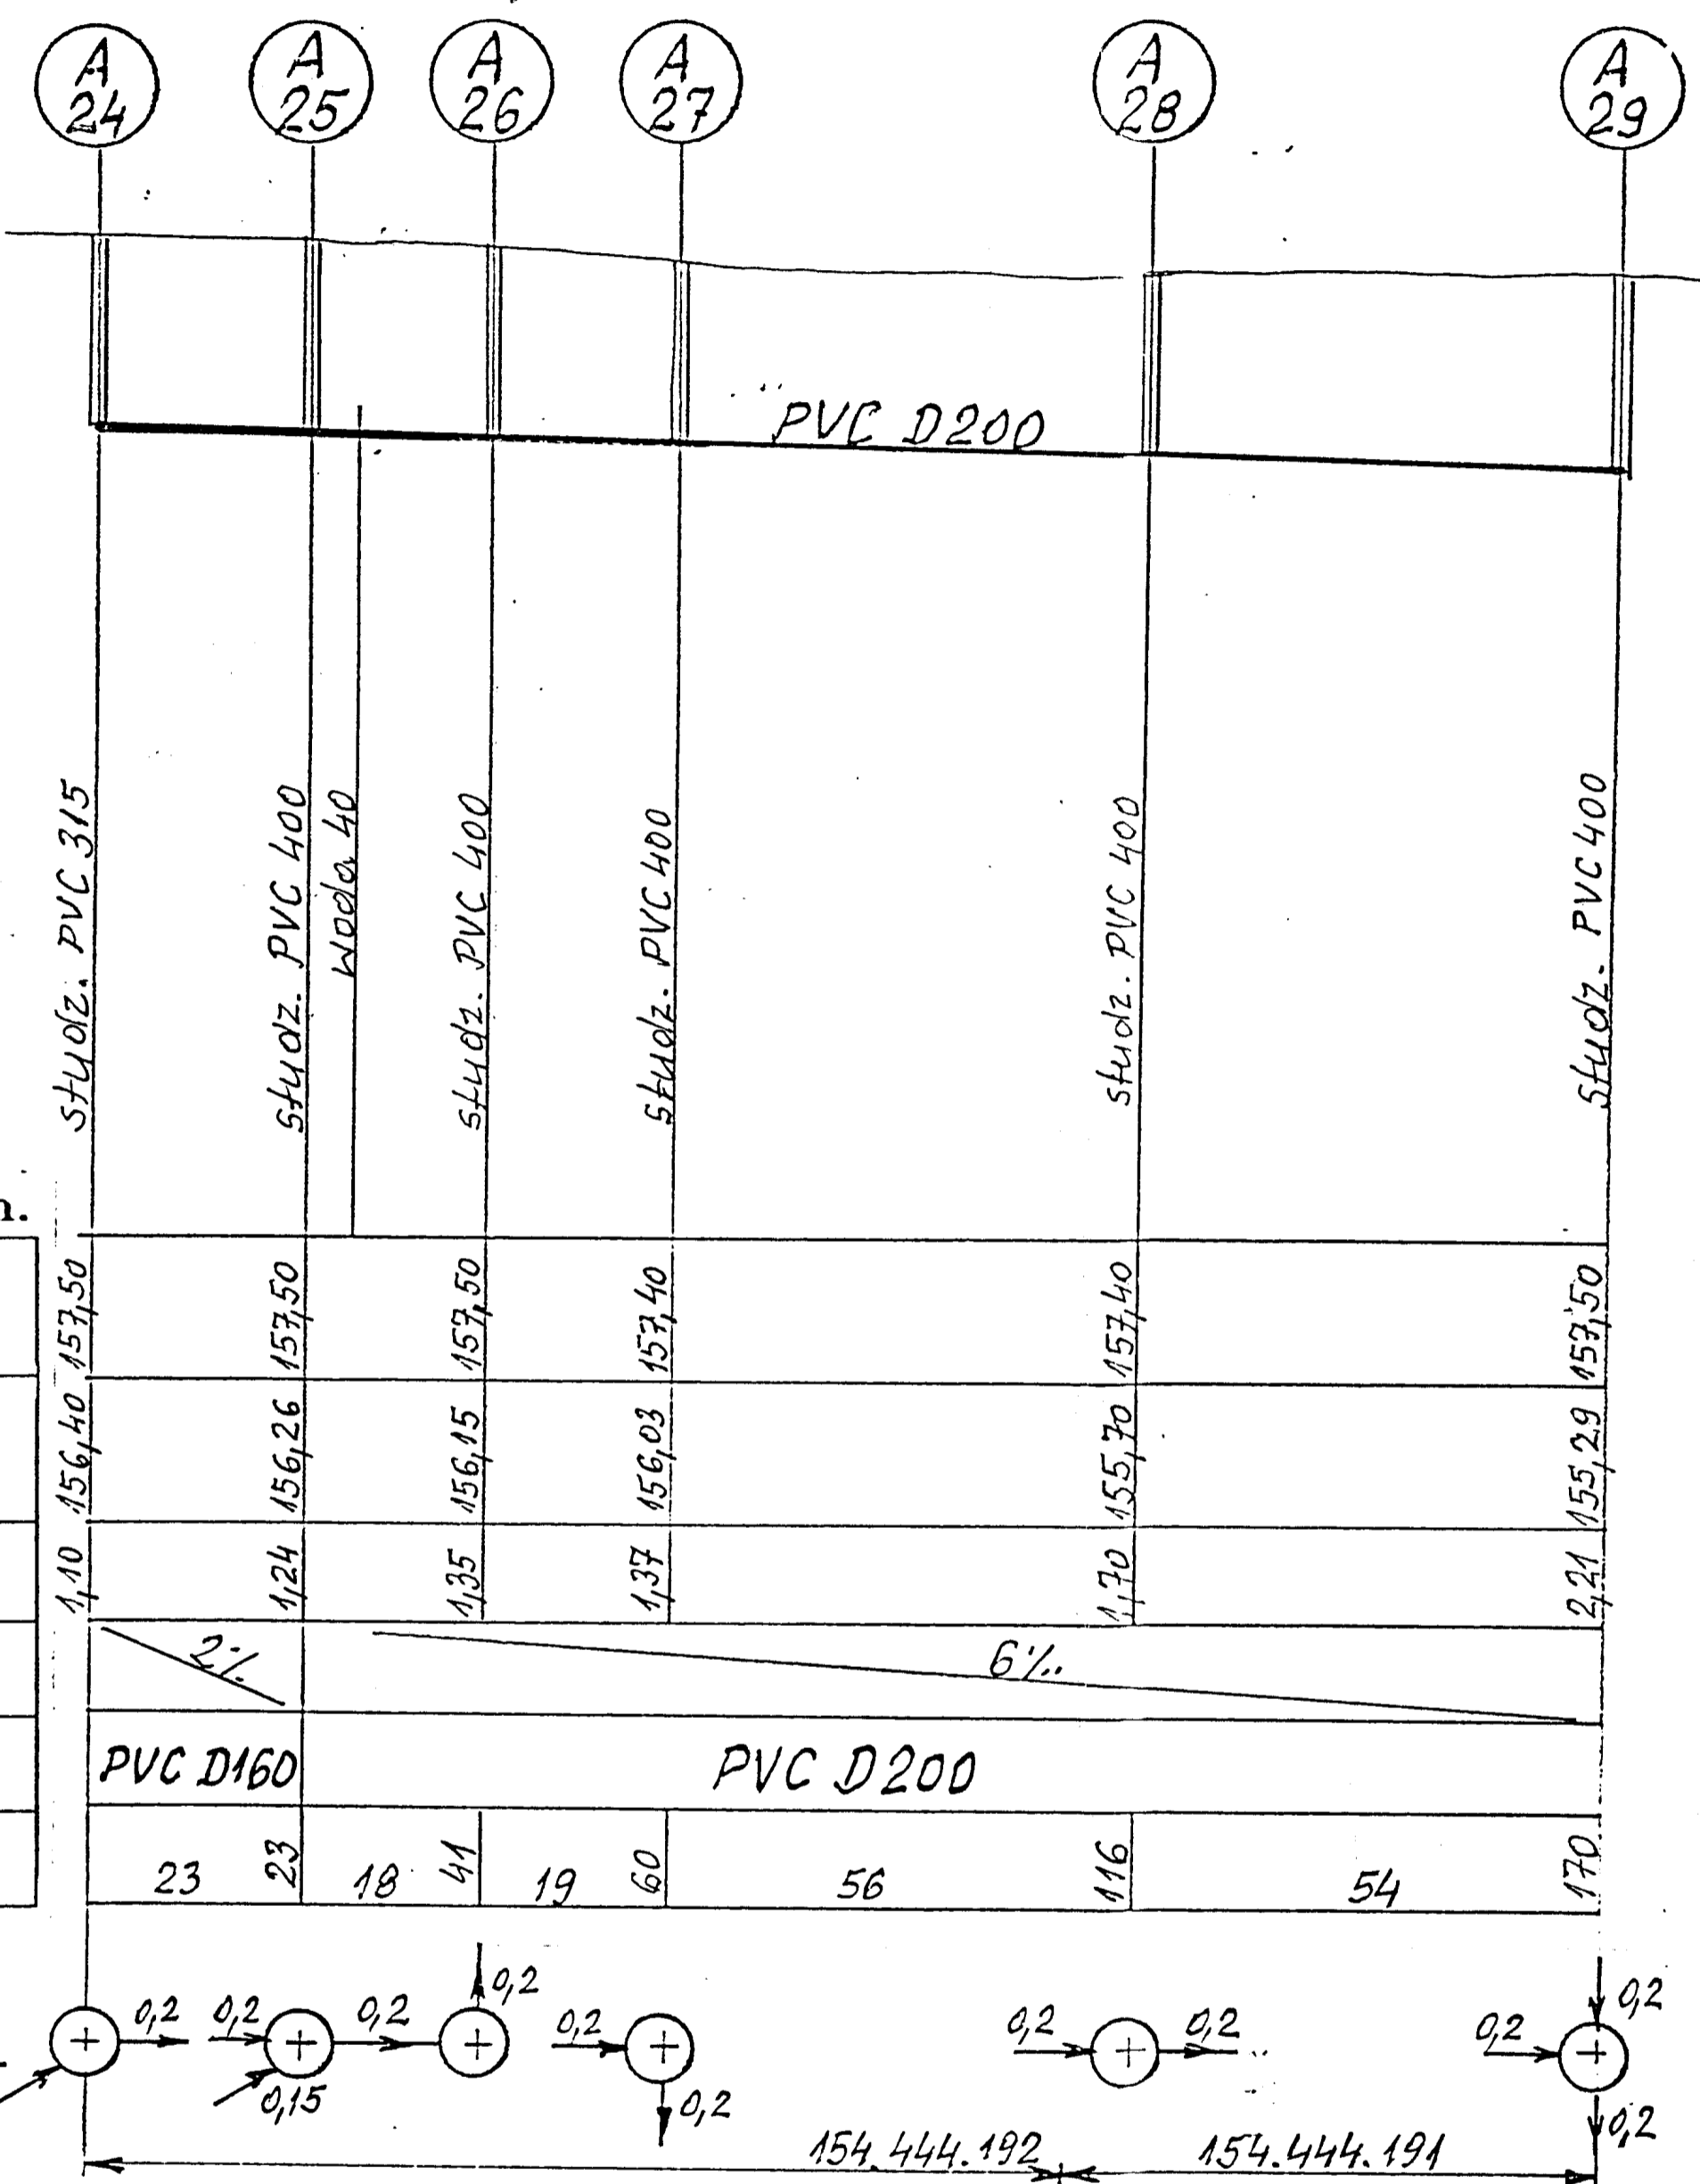 A 24
A 25
A 26
A 27
A 28
A 29
PVC D200
studz. PVC 315
studz. PVC 400
woda 40
studz. PVC 400
studz. PVC 400
studz. PVC 400
studz. PVC 400
157,50 157,50 157,50 157,40 157,40 157,50
156,40 156,26 156,15 156,03 155,70 155,29
1,10 1,24 1,35 1,37 1,70 2,21
2% 6‰
PVC D160 PVC D200
23 23 18 41 19 60 56 116 54 170
0,2 0,2 0,15 0,2 0,2 0,2 0,2 0,2 0,2 0,2 0,2 0,2
154.444.192 154.444.191